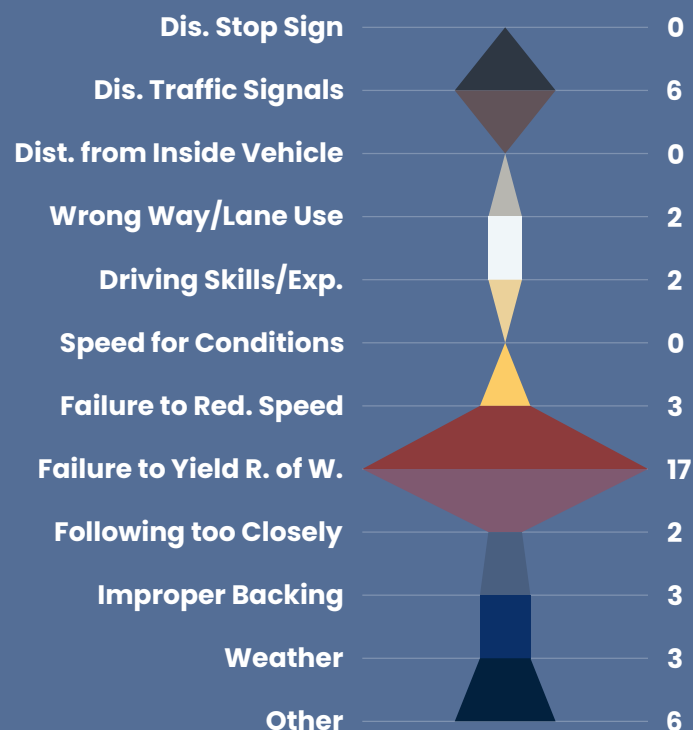 Dis. Stop Sign 0
Dis. Traffic Signals 6
Dist. from Inside Vehicle 0
Wrong Way/Lane Use 2
Driving Skills/Exp. 2
Speed for Conditions 0
Failure to Red. Speed 3
Failure to Yield R. of W. 17
Following too Closely 2
Improper Backing 3
Weather 3
Other 6